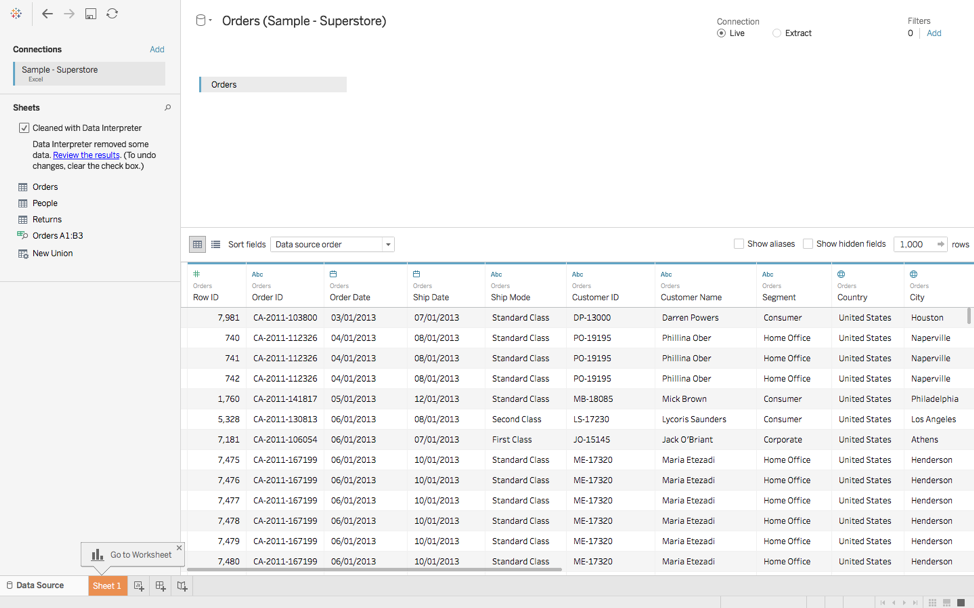 Orders (Sample - Superstore)
Connection
Live
Extract
Filters
0
Add
Connections
Add
Sample - Superstore
Excel
Sheets
Cleaned with Data Interpreter
Data Interpreter removed some
data. Review the results. (To undo
changes, clear the check box.)
Orders
People
Returns
Orders A1:B3
New Union
Orders
Sort fields Data source order
Show aliases
Show hidden fields
1,000 rows
# Abc Abc Abc Abc Abc
Orders Orders Orders Orders Orders Orders Orders Orders Orders Orders
Row ID Order ID Order Date Ship Date Ship Mode Customer ID Customer Name Segment Country City
7,981 CA-2011-103800 03/01/2013 07/01/2013 Standard Class DP-13000 Darren Powers Consumer United States Houston
740 CA-2011-112326 04/01/2013 08/01/2013 Standard Class PO-19195 Phillina Ober Home Office United States Naperville
741 CA-2011-112326 04/01/2013 08/01/2013 Standard Class PO-19195 Phillina Ober Home Office United States Naperville
742 CA-2011-112326 04/01/2013 08/01/2013 Standard Class PO-19195 Phillina Ober Home Office United States Naperville
1,760 CA-2011-141817 05/01/2013 12/01/2013 Standard Class MB-18085 Mick Brown Consumer United States Philadelphia
5,328 CA-2011-130813 06/01/2013 08/01/2013 Second Class LS-17230 Lycoris Saunders Consumer United States Los Angeles
7,181 CA-2011-106054 06/01/2013 07/01/2013 First Class JO-15145 Jack O'Briant Corporate United States Athens
7,475 CA-2011-167199 06/01/2013 10/01/2013 Standard Class ME-17320 Maria Etezadi Home Office United States Henderson
7,476 CA-2011-167199 06/01/2013 10/01/2013 Standard Class ME-17320 Maria Etezadi Home Office United States Henderson
7,477 CA-2011-167199 06/01/2013 10/01/2013 Standard Class ME-17320 Maria Etezadi Home Office United States Henderson
7,478 CA-2011-167199 06/01/2013 10/01/2013 Standard Class ME-17320 Maria Etezadi Home Office United States Henderson
7,479 CA-2011-167199 06/01/2013 10/01/2013 Standard Class ME-17320 Maria Etezadi Home Office United States Henderson
7,480 CA-2011-167199 06/01/2013 10/01/2013 Standard Class ME-17320 Maria Etezadi Home Office United States Henderson
Go to Worksheet
Data Source
Sheet 1